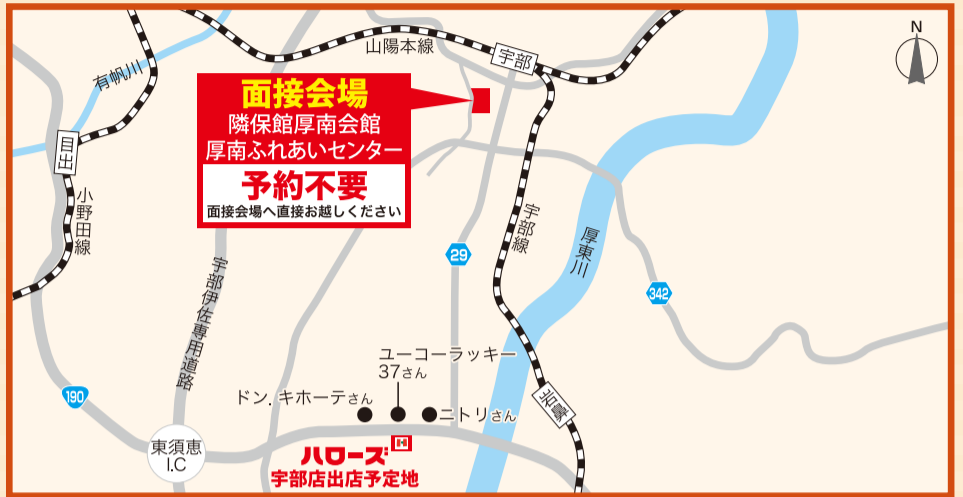 山陽本線
宇部
N
有帆川
面接会場
隣保館厚南会館
厚南ふれあいセンター
予約不要
面接会場へ直接お越しください
目出
小野田線
宇部線
厚東川
29
342
宇部伊佐専用道路
ユーコーラッキー
37さん
190
ドン.キホーテさん
ニトリさん
岩鼻
東須恵
I.C
ハローズ
H
宇部店出店予定地